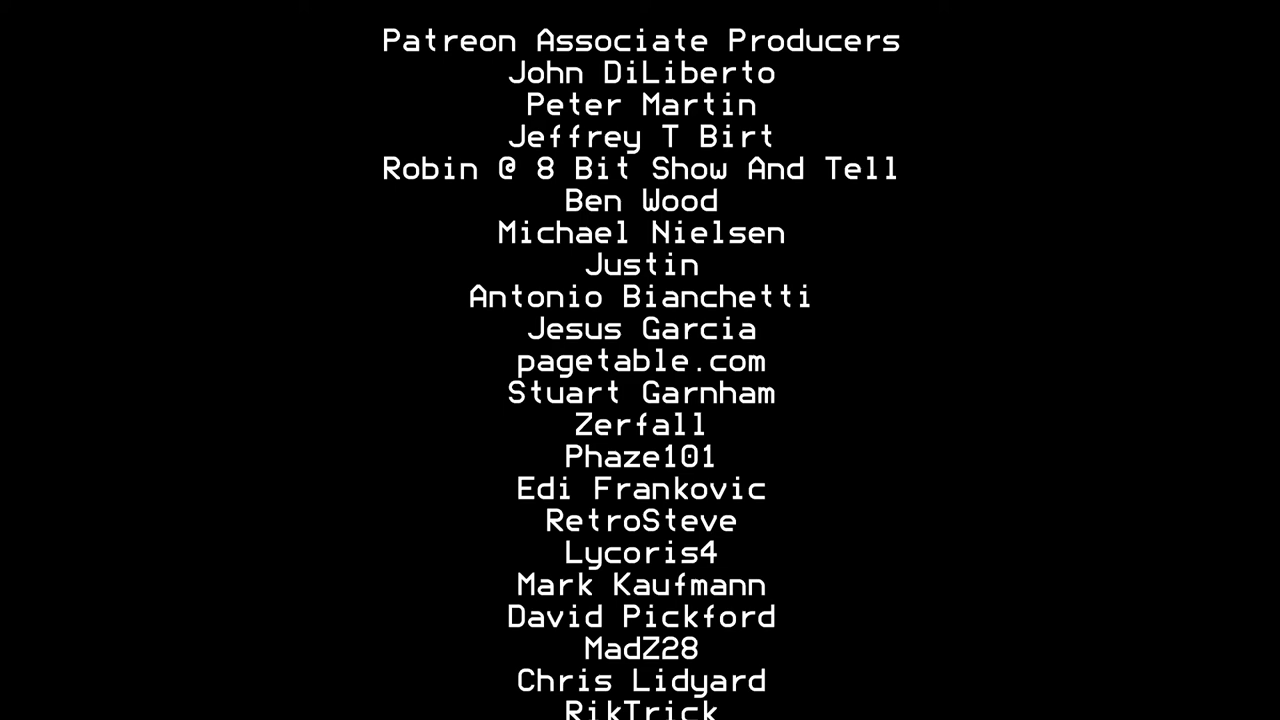 Patreon Associate Producers
John DiLiberto
Peter Martin
Jeffrey T Birt
Robin @ 8 Bit Show And Tell
Ben Wood
Michael Nielsen
Justin
Antonio Bianchetti
Jesus Garcia
pagetable.com
Stuart Garnham
Zerfall
Phaze101
Edi Frankovic
RetroSteve
Lycoris4
Mark Kaufmann
David Pickford
MadZ28
Chris Lidyard
RikTrick